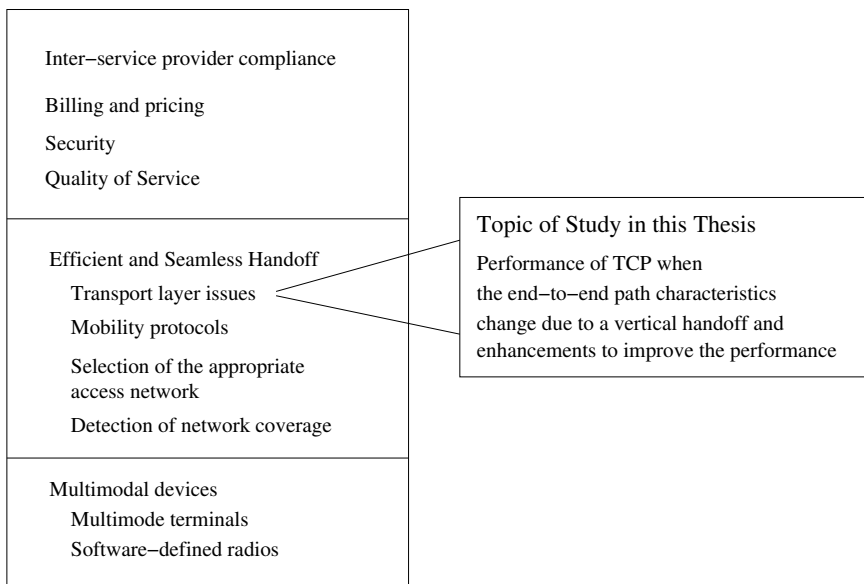 Inter−service provider compliance
Billing and pricing
Security
Quality of Service
Efficient and Seamless Handoff
Transport layer issues
Mobility protocols
Selection of the appropriate
access network
Detection of network coverage
Multimodal devices
Multimode terminals
Software−defined radios
Topic of Study in this Thesis
Performance of TCP when
the end−to−end path characteristics
change due to a vertical handoff and
enhancements to improve the performance